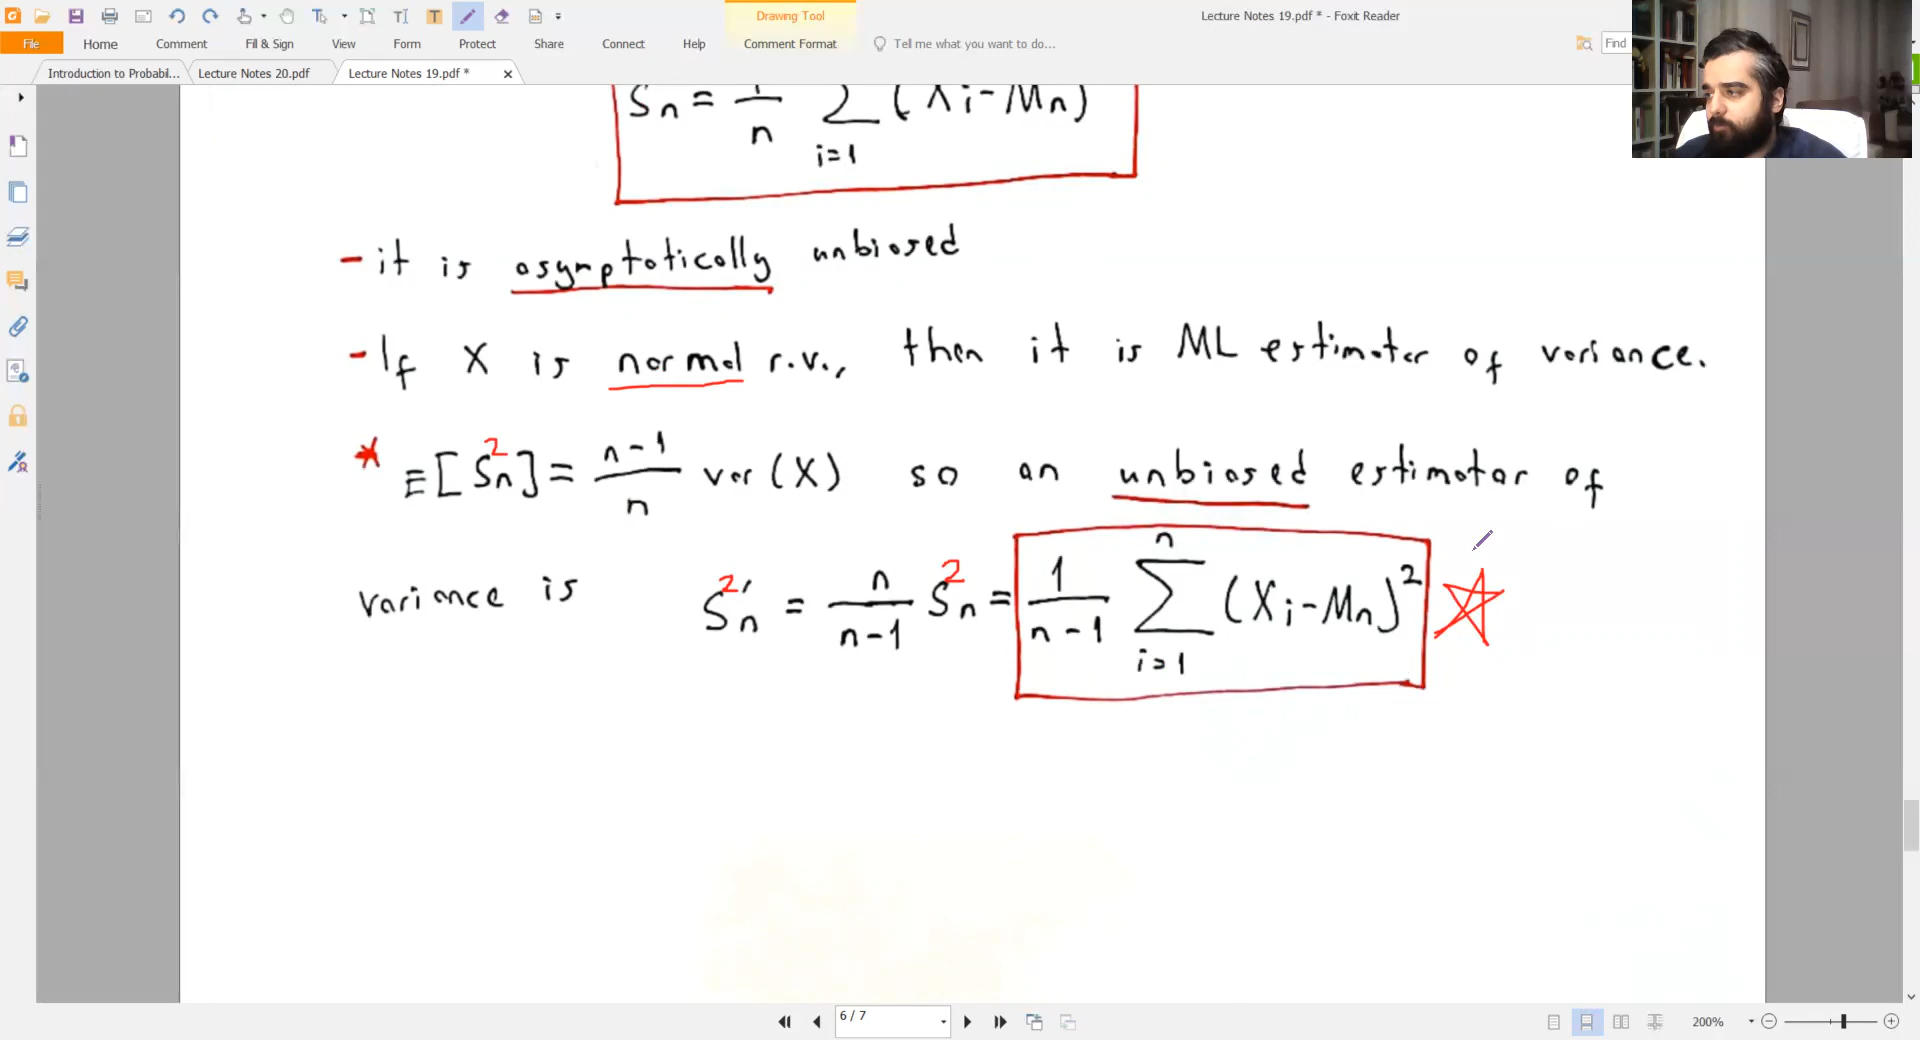 Lecture Notes 19.pdf * - Foxit Reader
Drawing Tool
File Home Comment Fill & Sign View Form Protect Share Connect Help Comment Format Tell me what you want to do... Find
Introduction to Probabil... Lecture Notes 20.pdf Lecture Notes 19.pdf *
Sn = 1/n ∑ i=1 (Xi-Mn)
- it is asymptotically unbiased
- If X is normal r.v., then it is ML estimator of variance.
* E[Sn²] = n-1/n var(X) so an unbiased estimator of
variance is Sn²' = n/n-1 Sn² = 1/n-1 ∑ n i=1 (Xi-Mn)²
6 / 7
200%